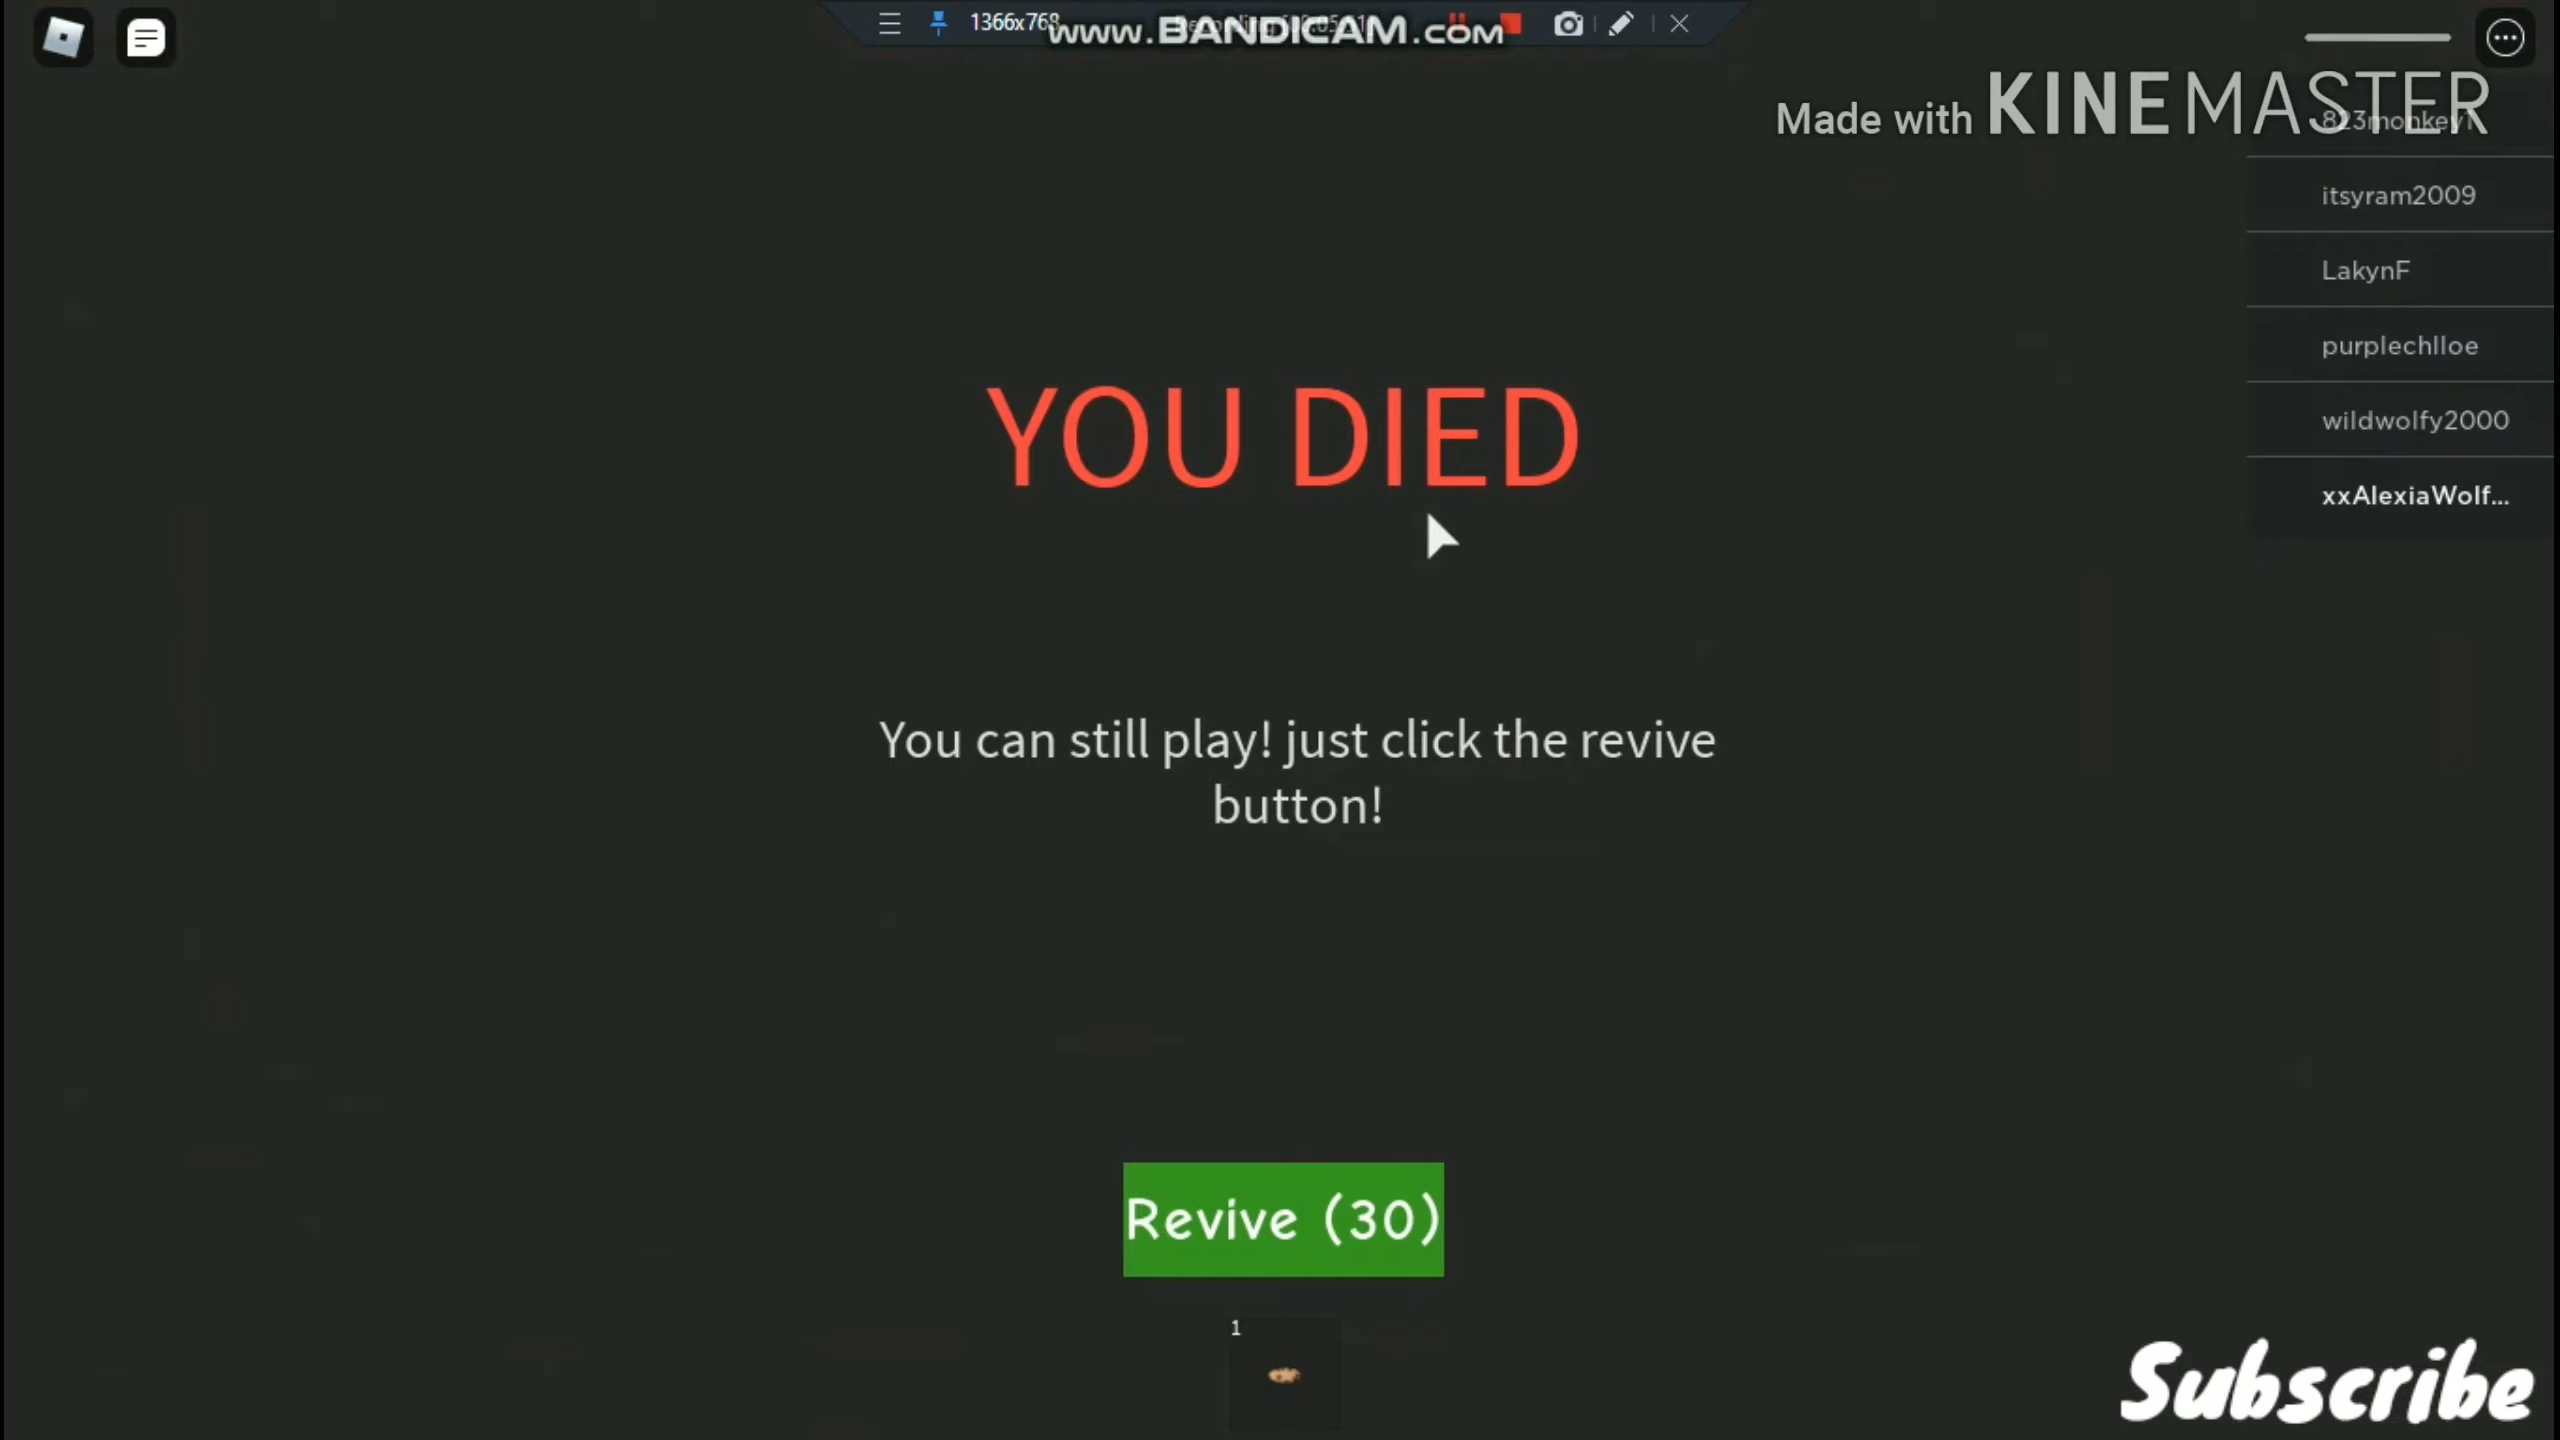 1366x768
www.BANDICAM.com
Made with KINEMASTER
823monkey1
itsyram2009
LakynF
purplechlloe
wildwolfy2000
xxAlexiaWolf...
YOU DIED
You can still play! just click the revive
button!
Revive (30)
1
Subscribe